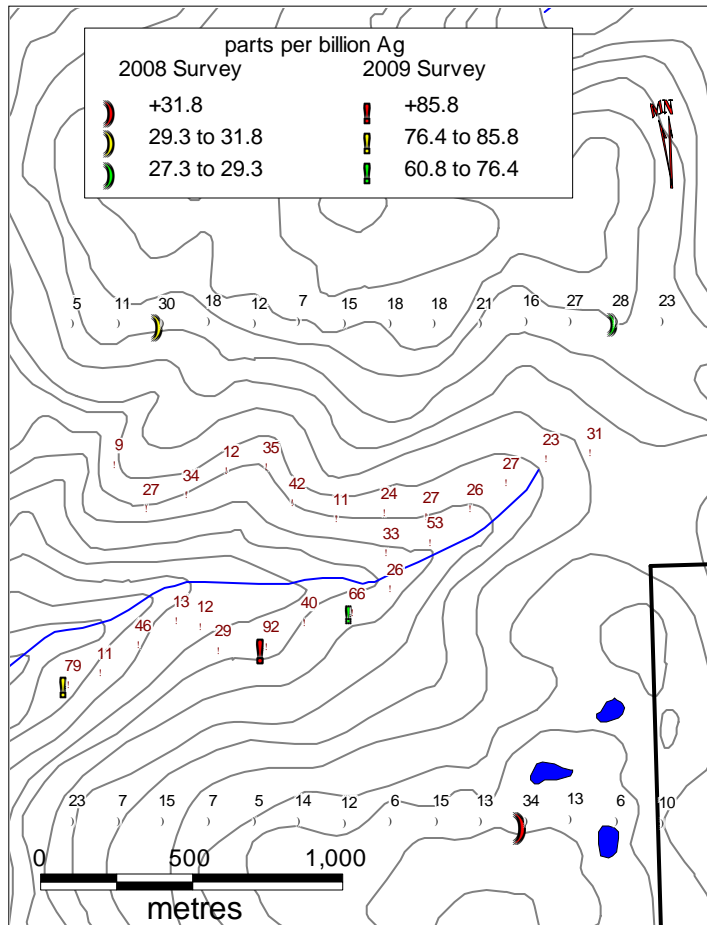 parts per billion Ag
2008 Survey 2009 Survey
+31.8 +85.8
29.3 to 31.8 76.4 to 85.8
27.3 to 29.3 60.8 to 76.4
MN
5 11 30 18 12 7 15 18 18 21 16 27 28 23
9 27 34 12 35 42 11 24 27 26 27 23 31
33 53
26
79 11 46 13 12 29 92 40 66
23 7 15 7 5 14 12 6 15 13 34 13 6 10
0 500 1,000
metres